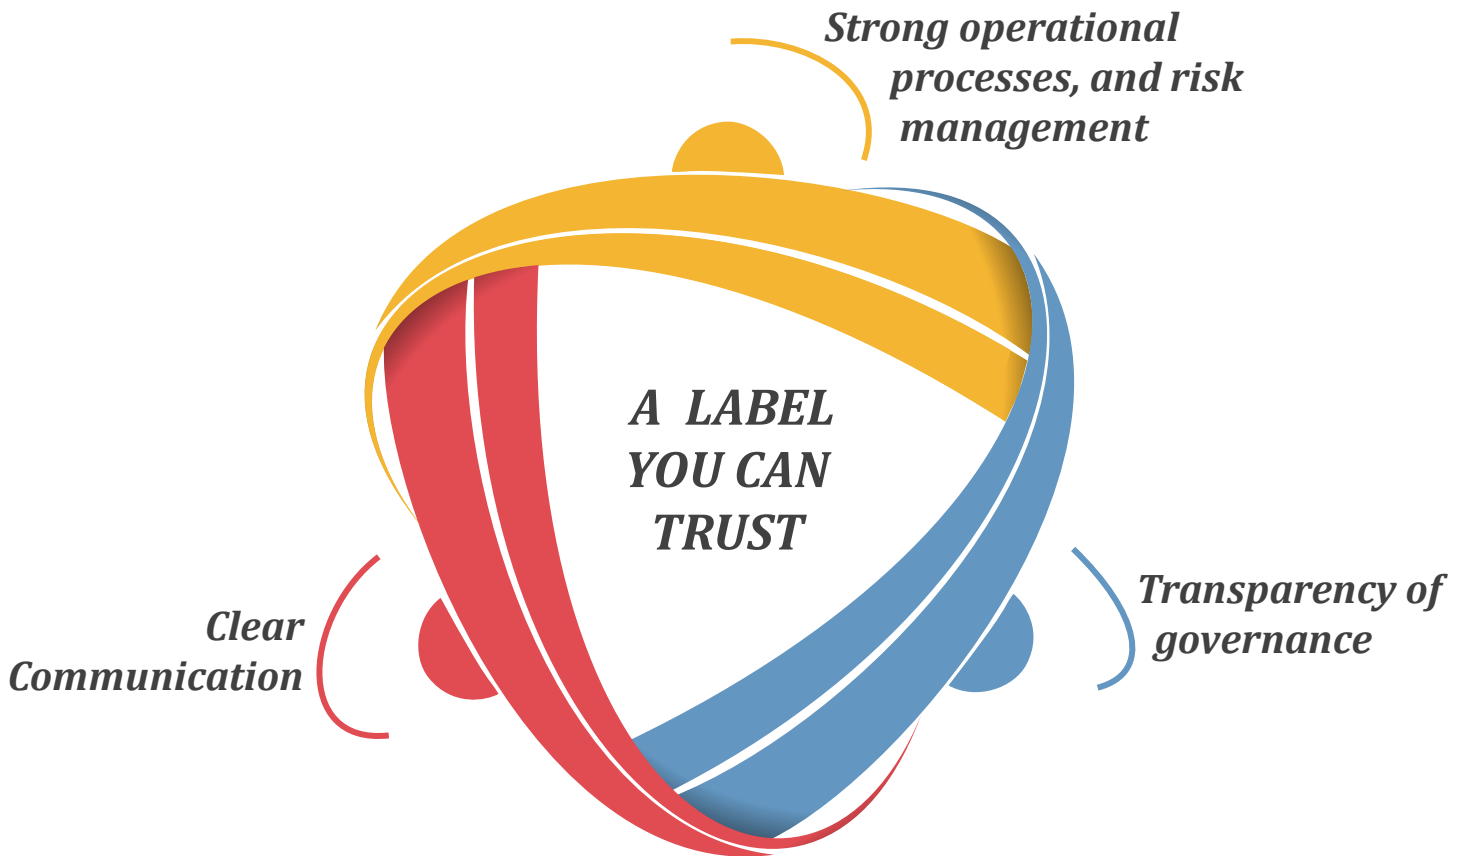 Strong operational
processes, and risk
management
A LABEL
YOU CAN
TRUST
Transparency of
governance
Clear
Communication